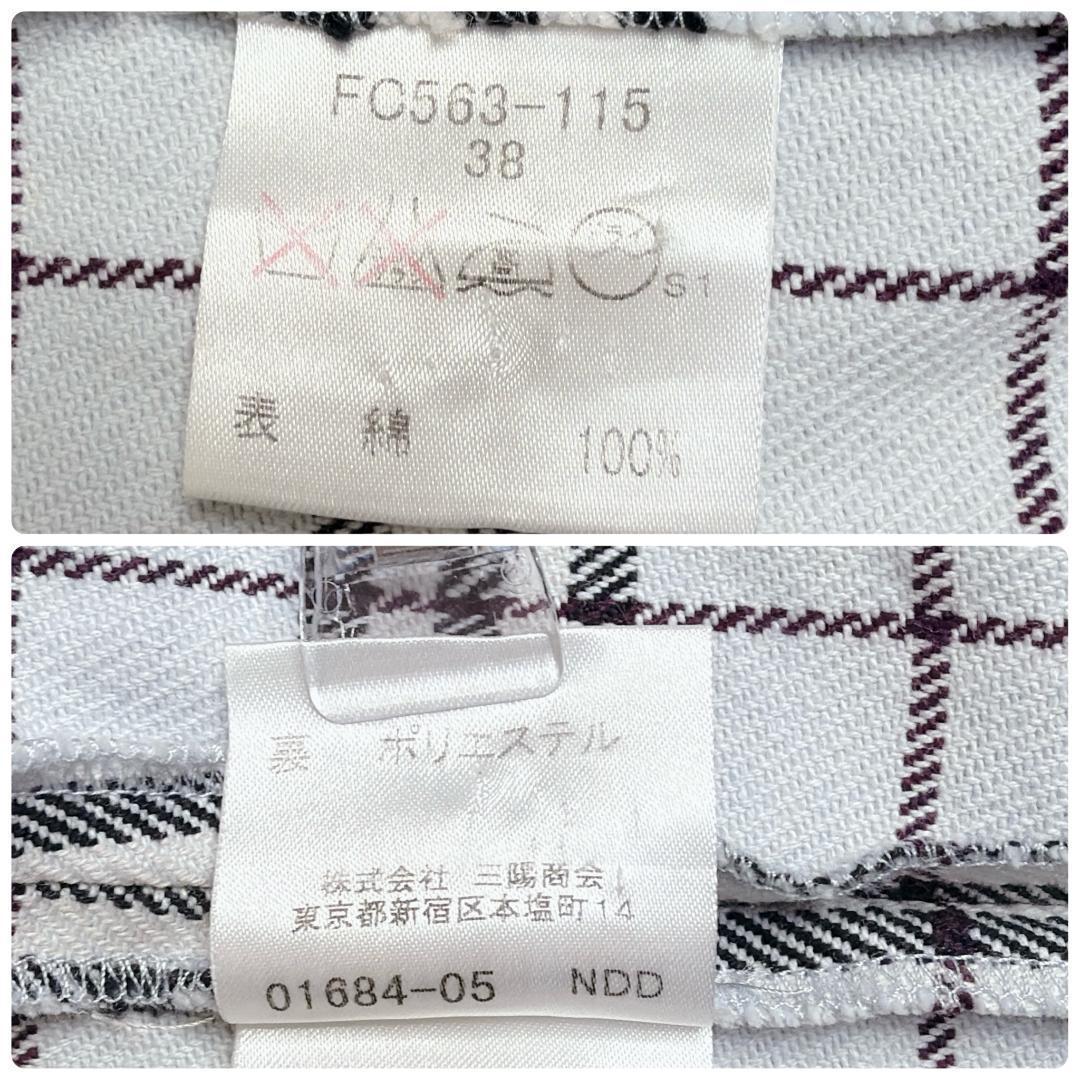 FC563-115
38
S1
表 綿 100%
裏 ポリエステル
株式会社 三陽商会
東京都新宿区本塩町14
01684-05 NDD